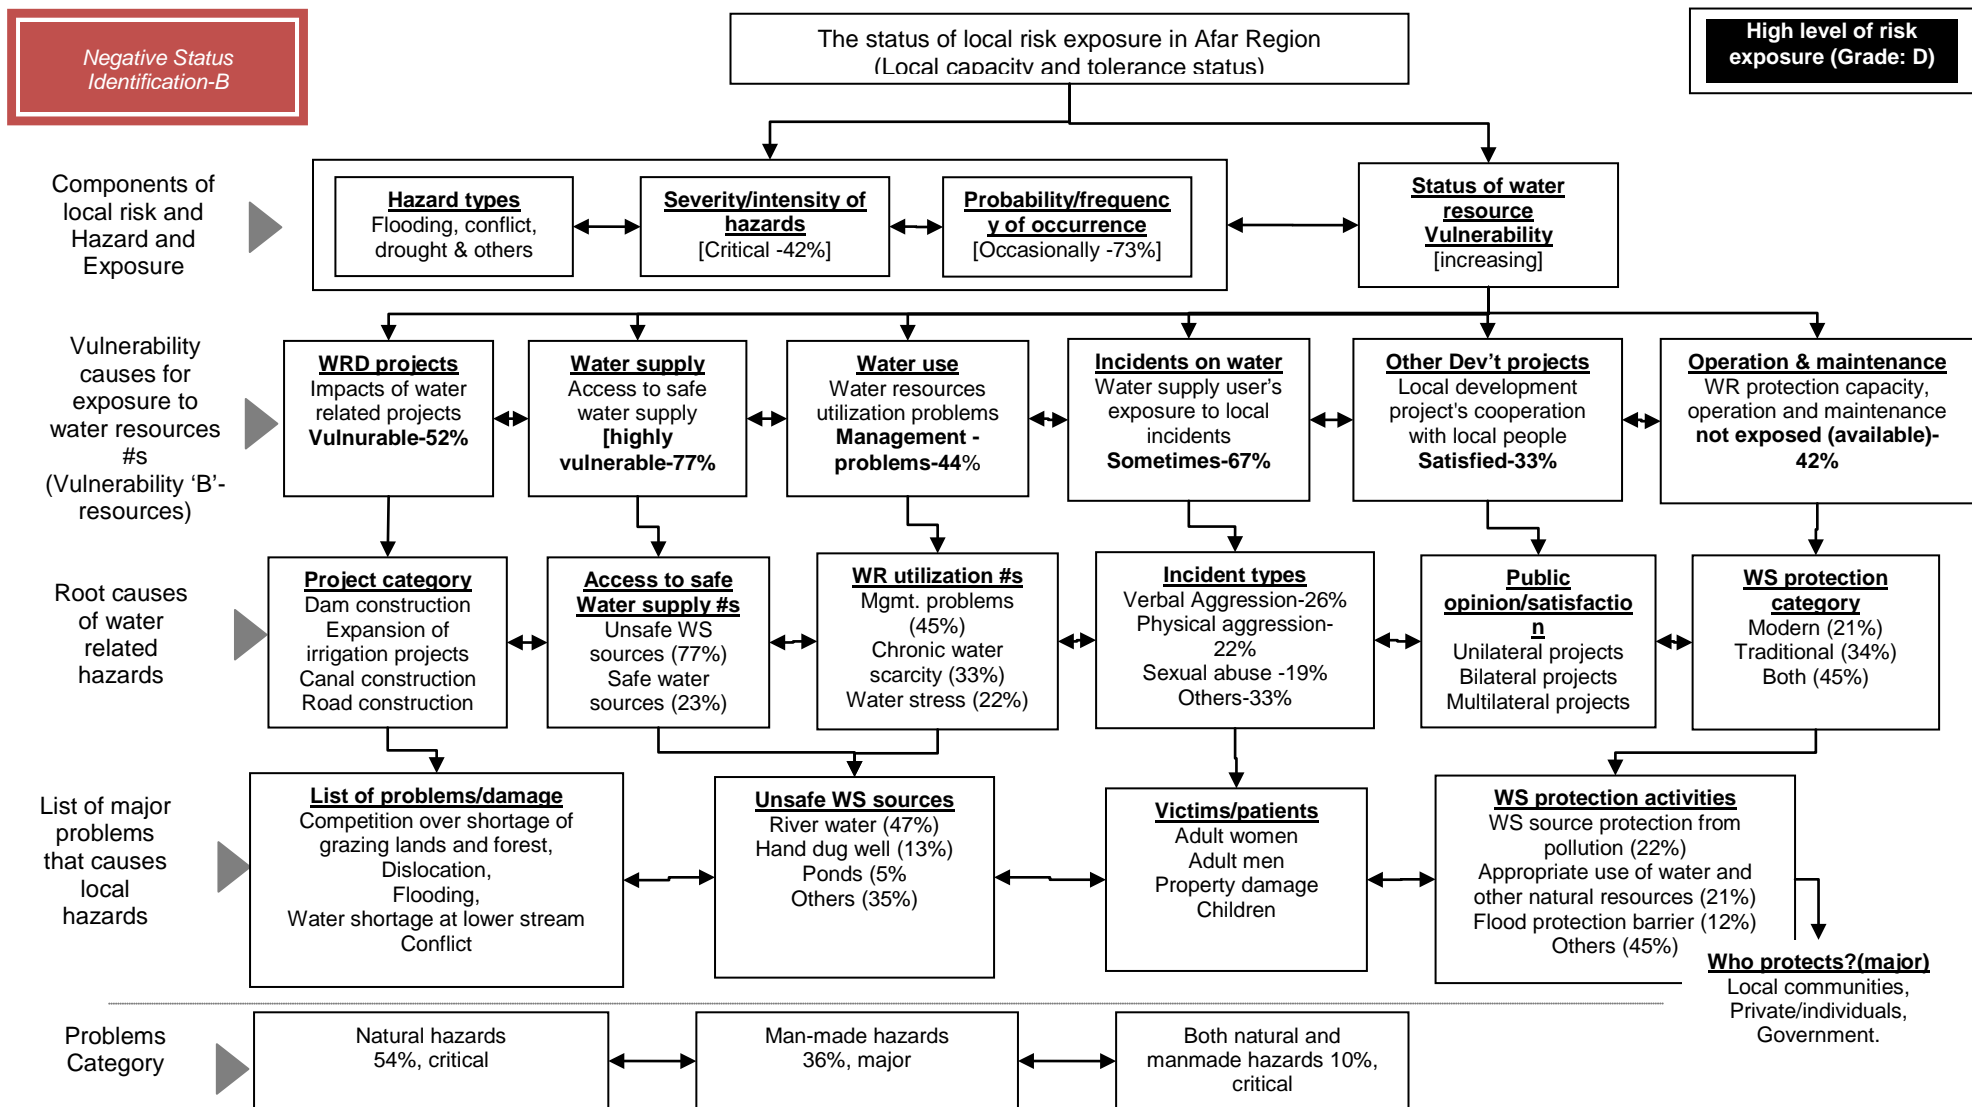 Negative Status
Identification-B
The status of local risk exposure in Afar Region
(Local capacity and tolerance status)
High level of risk
exposure (Grade: D)
Components of
local risk and
Hazard and
Exposure
Hazard types
Flooding, conflict,
drought & others
Severity/intensity of
hazards
[Critical -42%]
Probability/frequenc
y of occurrence
[Occasionally -73%]
Status of water
resource
Vulnerability
[increasing]
Vulnerability
causes for
exposure to
water resources
#s
(Vulnerability ‘B’-
resources)
WRD projects
Impacts of water
related projects
Vulnurable-52%
Water supply
Access to safe
water supply
[highly
vulnerable-77%
Water use
Water resources
utilization problems
Management -
problems-44%
Incidents on water
Water supply user’s
exposure to local
incidents
Sometimes-67%
Other Dev’t projects
Local development
project's cooperation
with local people
Satisfied-33%
Operation & maintenance
WR protection capacity,
operation and maintenance
not exposed (available)-
42%
Root causes
of water
related
hazards
Project category
Dam construction
Expansion of
irrigation projects
Canal construction
Road construction
Access to safe
Water supply #s
Unsafe WS
sources (77%)
Safe water
sources (23%)
WR utilization #s
Mgmt. problems
(45%)
Chronic water
scarcity (33%)
Water stress (22%)
Incident types
Verbal Aggression-26%
Physical aggression-
22%
Sexual abuse -19%
Others-33%
Public
opinion/satisfactio
n
Unilateral projects
Bilateral projects
Multilateral projects
WS protection
category
Modern (21%)
Traditional (34%)
Both (45%)
List of major
problems
that causes
local
hazards
List of problems/damage
Competition over shortage of
grazing lands and forest,
Dislocation,
Flooding,
Water shortage at lower stream
Conflict
Unsafe WS sources
River water (47%)
Hand dug well (13%)
Ponds (5%
Others (35%)
Victims/patients
Adult women
Adult men
Property damage
Children
WS protection activities
WS source protection from
pollution (22%)
Appropriate use of water and
other natural resources (21%)
Flood protection barrier (12%)
Others (45%)
Who protects?(major)
Local communities,
Private/individuals,
Government.
Problems
Category
Natural hazards
54%, critical
Man-made hazards
36%, major
Both natural and
manmade hazards 10%,
critical